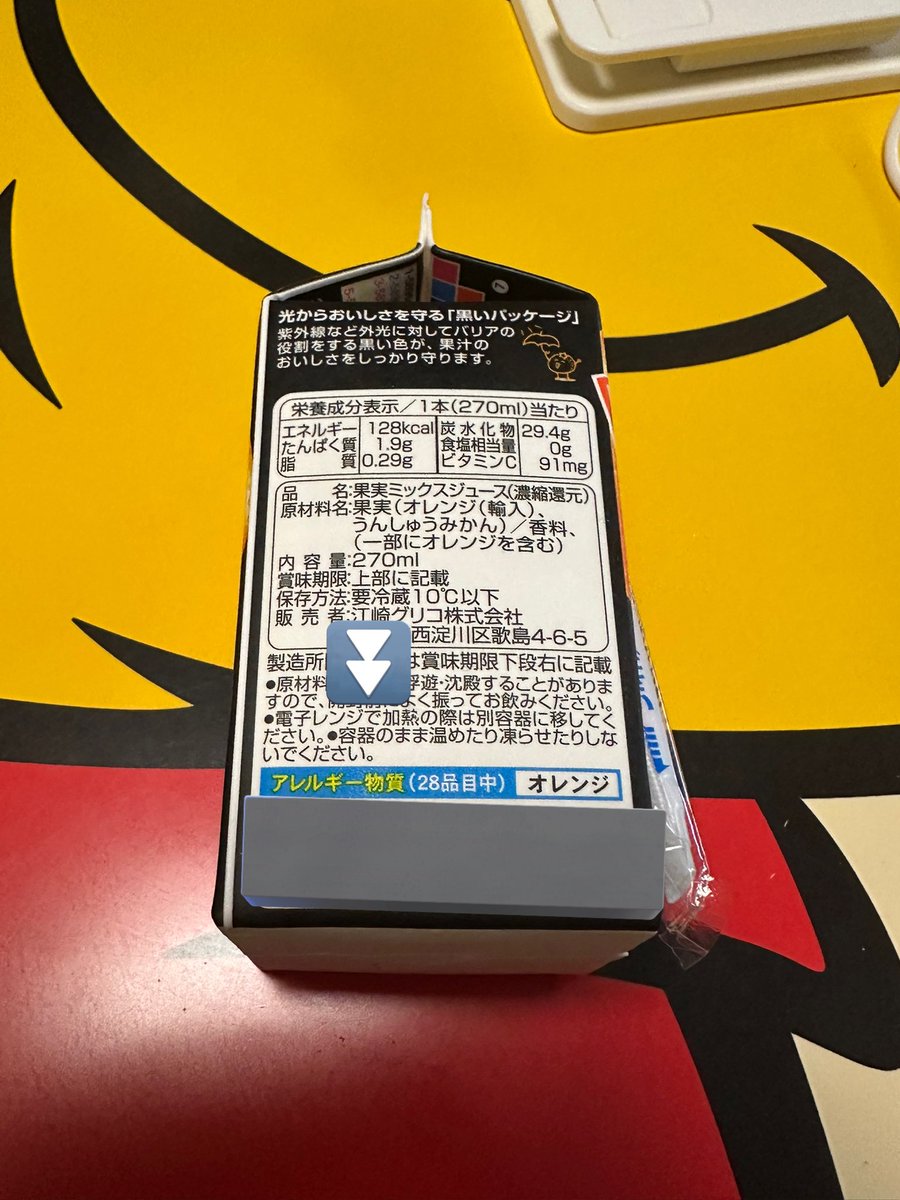 光からおいしさを守る「黒いパッケージ」
紫外線など外光に対してバリアの
役割をする黒い色が、果汁の
おいしさをしっかり守ります。
栄養成分表示／1本(270ml)当たり
エネルギー 128kcal 炭水化物 29.4g
たんぱく質 1.9g 食塩相当量 0g
脂質 0.29g ビタミンC 91mg
品名:果実ミックスジュース(濃縮還元)
原材料名:果実(オレンジ(輸入)、
うんしゅうみかん)／香料、
(一部にオレンジを含む)
内容量:270ml
賞味期限:上部に記載
保存方法:要冷蔵10℃以下
販売者:江崎グリコ株式会社
西淀川区歌島4-6-5
製造所 は賞味期限下段右に記載
●原材料 浮遊・沈殿することがありま
すので、 よく振ってお飲みください。
●電子レンジで加熱の際は別容器に移してく
ださい。●容器のまま温めたり凍らせたりしな
いでください。
アレルギー物質(28品目中) オレンジ